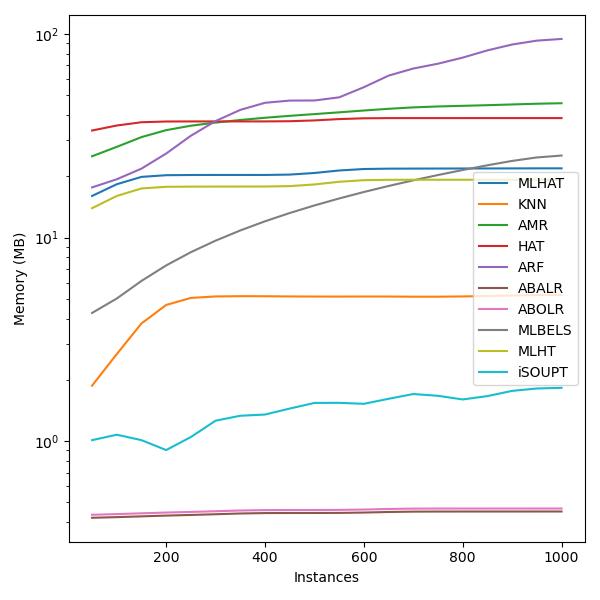 Memory (MB)
10²
10¹
10⁰
200
400
600
800
1000
Instances
MLHAT
KNN
AMR
HAT
ARF
ABALR
ABOLR
MLBELS
MLHT
iSOUPT